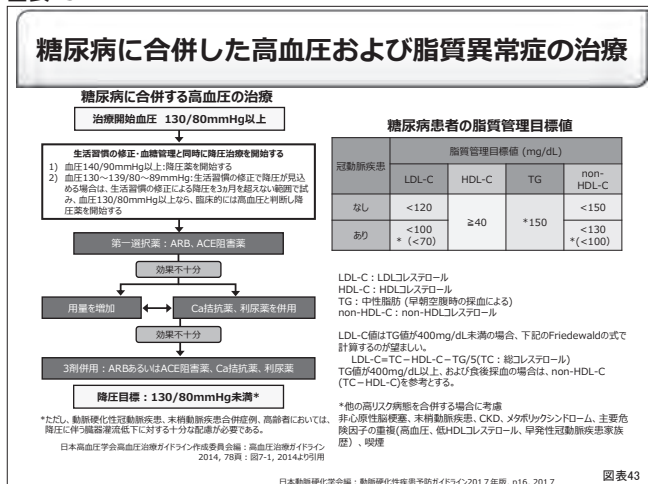 糖尿病に合併した高血圧および脂質異常症の治療
糖尿病に合併する高血圧の治療
治療開始血圧 130/80mmHg以上
生活習慣の修正・血糖管理と同時に降圧治療を開始する
1) 血圧140/90mmHg以上:降圧薬を開始する
2) 血圧130～139/80～89mmHg:生活習慣の修正で降圧が見込
める場合は、生活習慣の修正による降圧を3ヵ月を超えない範囲で試
み、血圧130/80mmHg以上なら、臨床的には高血圧と判断し降
圧薬を開始する
第一選択薬：ARB、ACE阻害薬
効果不十分
用量を増加
Ca拮抗薬、利尿薬を併用
効果不十分
3剤併用：ARBあるいはACE阻害薬、Ca拮抗薬、利尿薬
降圧目標：130/80mmHg未満*
*ただし、動脈硬化性冠動脈疾患、末梢動脈疾患合併症例、高齢者においては、
降圧に伴う臓器灌流低下に対する十分な配慮が必要である。
日本高血圧学会高血圧治療ガイドライン作成委員会編：高血圧治療ガイドライン
2014, 78頁：図7-1, 2014より引用
糖尿病患者の脂質管理目標値
冠動脈疾患
脂質管理目標値 (mg/dL)
LDL-C HDL-C TG non-
HDL-C
なし <120 ≧40 *150 <150
あり <100
* (<70) <130
*(<100)
LDL-C：LDLコレステロール
HDL-C：HDLコレステロール
TG：中性脂肪 (早朝空腹時の採血による)
non-HDL-C：non-HDLコレステロール
LDL-C値はTG値が400mg/dL未満の場合、下記のFriedewaldの式で
計算するのが望ましい。
LDL-C=TC−HDL-C−TG/5(TC：総コレステロール)
TG値が400mg/dL以上、および食後採血の場合は、non-HDL-C
(TC−HDL-C)を参考とする。
*他の高リスク病態を合併する場合に考慮
非心原性脳梗塞、末梢動脈疾患、CKD、メタボリックシンドローム、主要危
険因子の重複(高血圧、低HDLコレステロール、早発性冠動脈疾患家族
歴）、喫煙
日本動脈硬化学会編：動脈硬化性疾患予防ガイドライン2017年版, p16, 2017
図表43